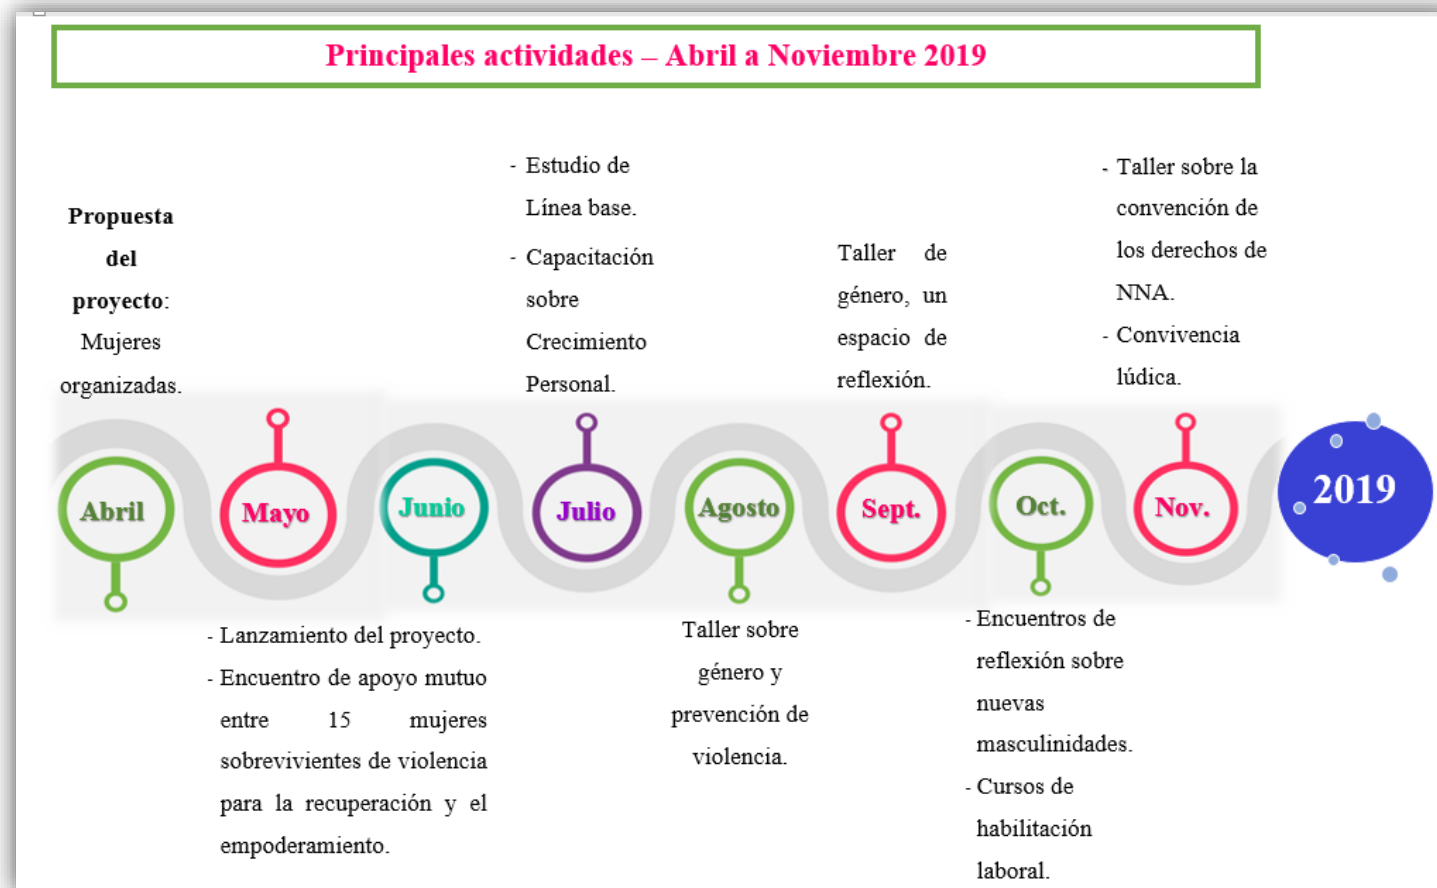 Principales actividades – Abril a Noviembre 2019
Propuesta
del
proyecto:
Mujeres
organizadas.
- Estudio de
Línea base.
- Capacitación
sobre
Crecimiento
Personal.
Taller de
género, un
espacio de
reflexión.
- Taller sobre la
convención de
los derechos de
NNA.
- Convivencia
lúdica.
Abril
Mayo
Junio
Julio
Agosto
Sept.
Oct.
Nov.
2019
- Lanzamiento del proyecto.
- Encuentro de apoyo mutuo
entre 15 mujeres
sobrevivientes de violencia
para la recuperación y el
empoderamiento.
Taller sobre
género y
prevención de
violencia.
- Encuentros de
reflexión sobre
nuevas
masculinidades.
- Cursos de
habilitación
laboral.